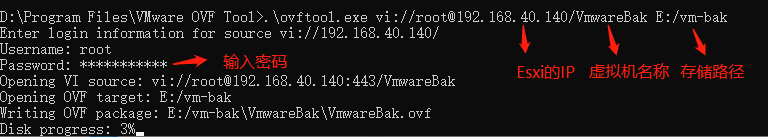 D:\Program Files\VMware OVF Tool>.\ovftool.exe vi://root@192.168.40.140/VmwareBak E:/vm-bak
Enter login information for source vi://192.168.40.140/
Username: root
Password: *********** 输入密码
Esxi的IP 虚拟机名称 存储路径
Opening VI source: vi://root@192.168.40.140:443/VmwareBak
Opening OVF target: E:/vm-bak
Writing OVF package: E:/vm-bak\VmwareBak\VmwareBak.ovf
Disk progress: 3%